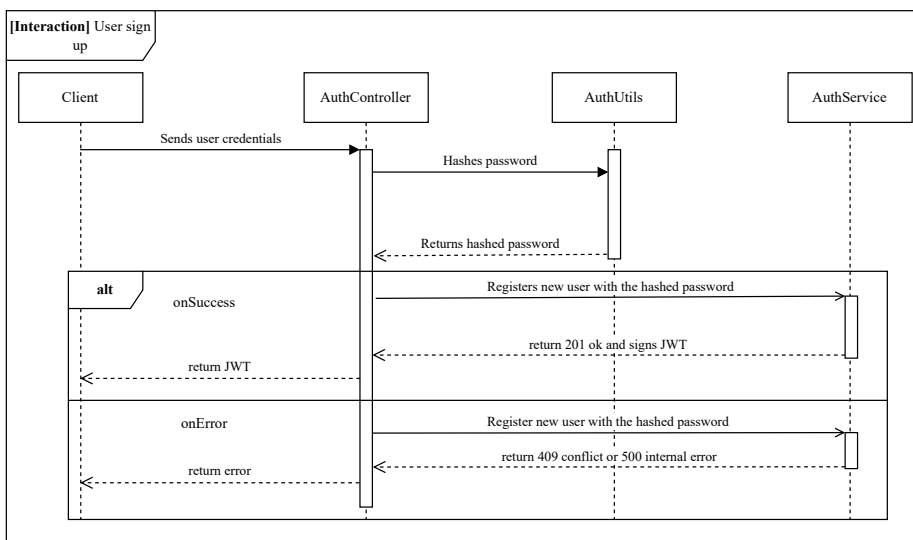 [Interaction] User sign
up
Client
AuthController
AuthUtils
AuthService
Sends user credentials
Hashes password
Returns hashed password
alt
onSuccess
Registers new user with the hashed password
return 201 ok and signs JWT
return JWT
onError
Register new user with the hashed password
return 409 conflict or 500 internal error
return error